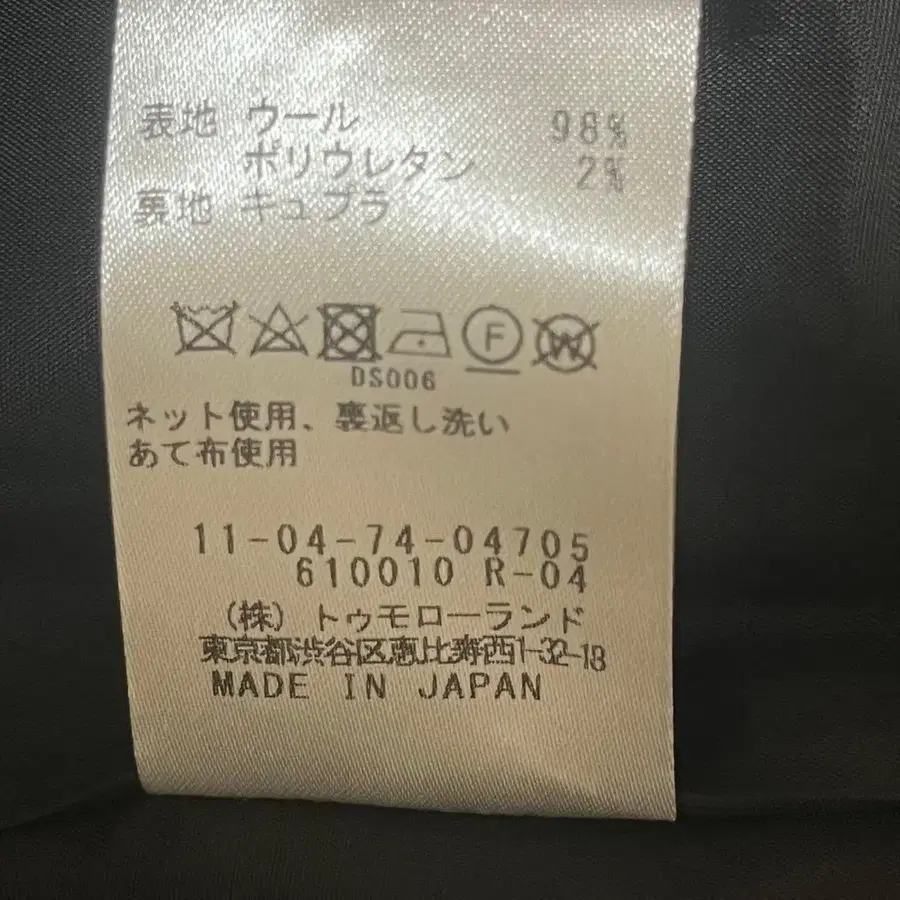 表地 ウール 98%
ポリウレタン 2%
裏地 キュプラ
F W
DS006
ネット使用、裏返し洗い
あて布使用
11-04-74-04705
610010 R-04
(株) トゥモローランド
東京都渋谷区恵比寿西1-32-18
MADE IN JAPAN